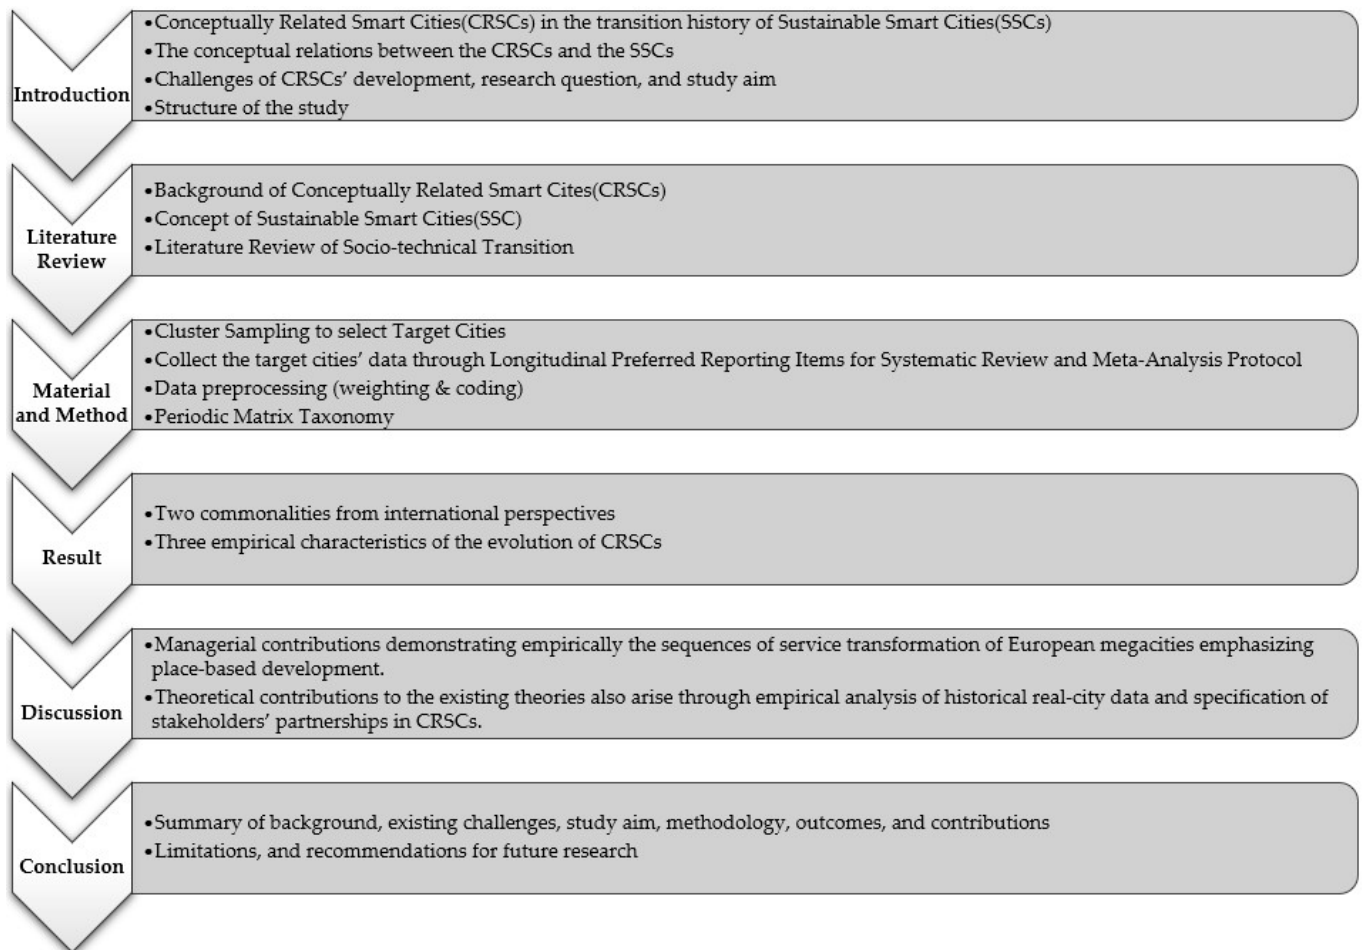 Introduction
•Conceptually Related Smart Cities(CRSCs) in the transition history of Sustainable Smart Cities(SSCs)
•The conceptual relations between the CRSCs and the SSCs
•Challenges of CRSCs’ development, research question, and study aim
•Structure of the study
Literature
Review
•Background of Conceptually Related Smart Cites(CRSCs)
•Concept of Sustainable Smart Cities(SSC)
•Literature Review of Socio-technical Transition
Material
and Method
•Cluster Sampling to select Target Cities
•Collect the target cities’ data through Longitudinal Preferred Reporting Items for Systematic Review and Meta-Analysis Protocol
•Data preprocessing (weighting & coding)
•Periodic Matrix Taxonomy
Result
•Two commonalities from international perspectives
•Three empirical characteristics of the evolution of CRSCs
Discussion
•Managerial contributions demonstrating empirically the sequences of service transformation of European megacities emphasizing
place-based development.
•Theoretical contributions to the existing theories also arise through empirical analysis of historical real-city data and specification of
stakeholders’ partnerships in CRSCs.
Conclusion
•Summary of background, existing challenges, study aim, methodology, outcomes, and contributions
•Limitations, and recommendations for future research